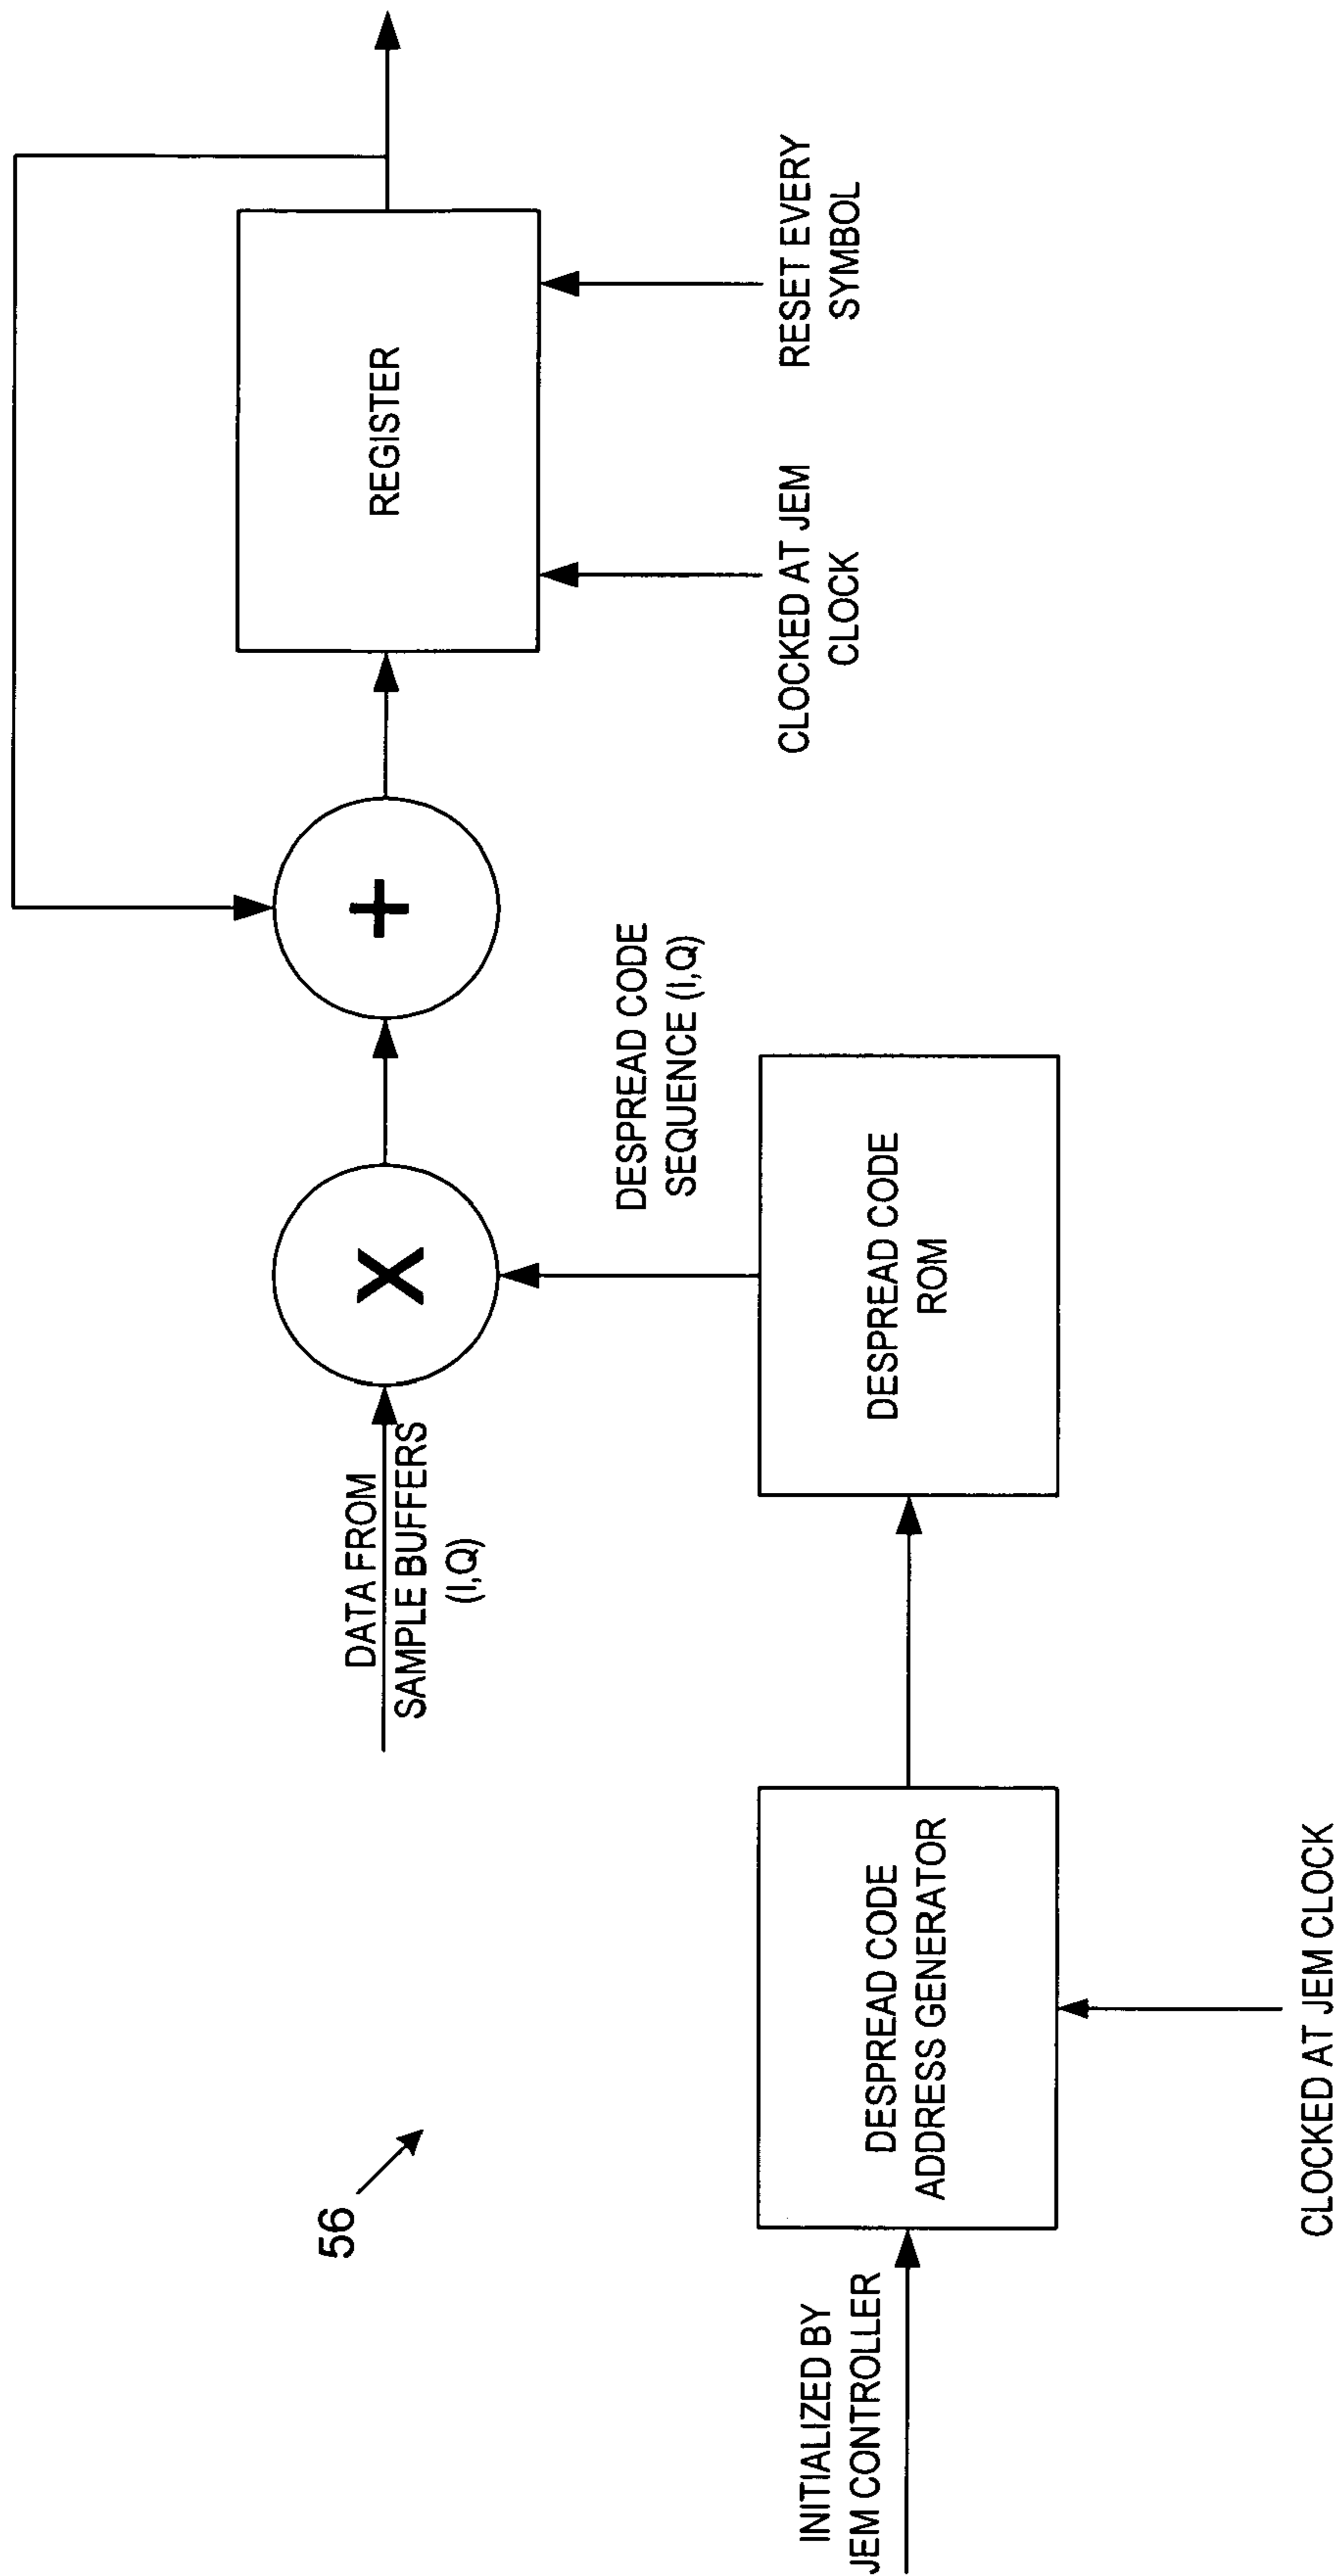 56
DATA FROM
SAMPLE BUFFERS
(I,Q)
X
+
REGISTER
CLOCKED AT JEM
CLOCK
RESET EVERY
SYMBOL
DESPREAD CODE
SEQUENCE (I,Q)
INITIALIZED BY
JEM CONTROLLER
DESPREAD CODE
ADDRESS GENERATOR
DESPREAD CODE
ROM
CLOCKED AT JEM CLOCK